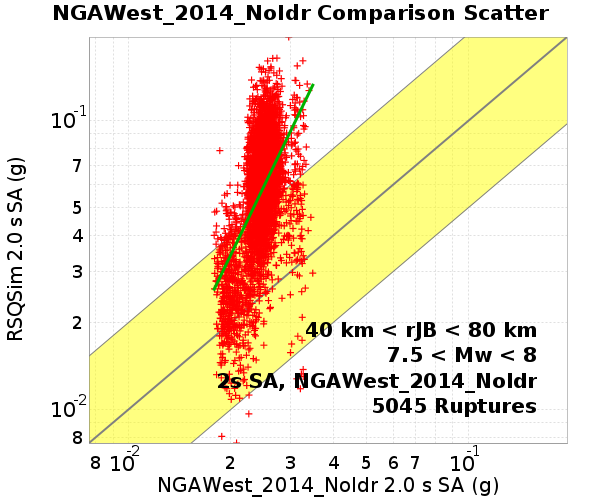 NGAWest_2014_NoIdr Comparison Scatter
RSQSim 2.0 s SA (g)
10-1
7
5
4
3
2
10-2
8
40 km < rJB < 80 km
7.5 < Mw < 8
2s SA, NGAWest_2014_NoIdr
5045 Ruptures
8 10-2 2 3 4 5 6 7 10-1
NGAWest_2014_NoIdr 2.0 s SA (g)